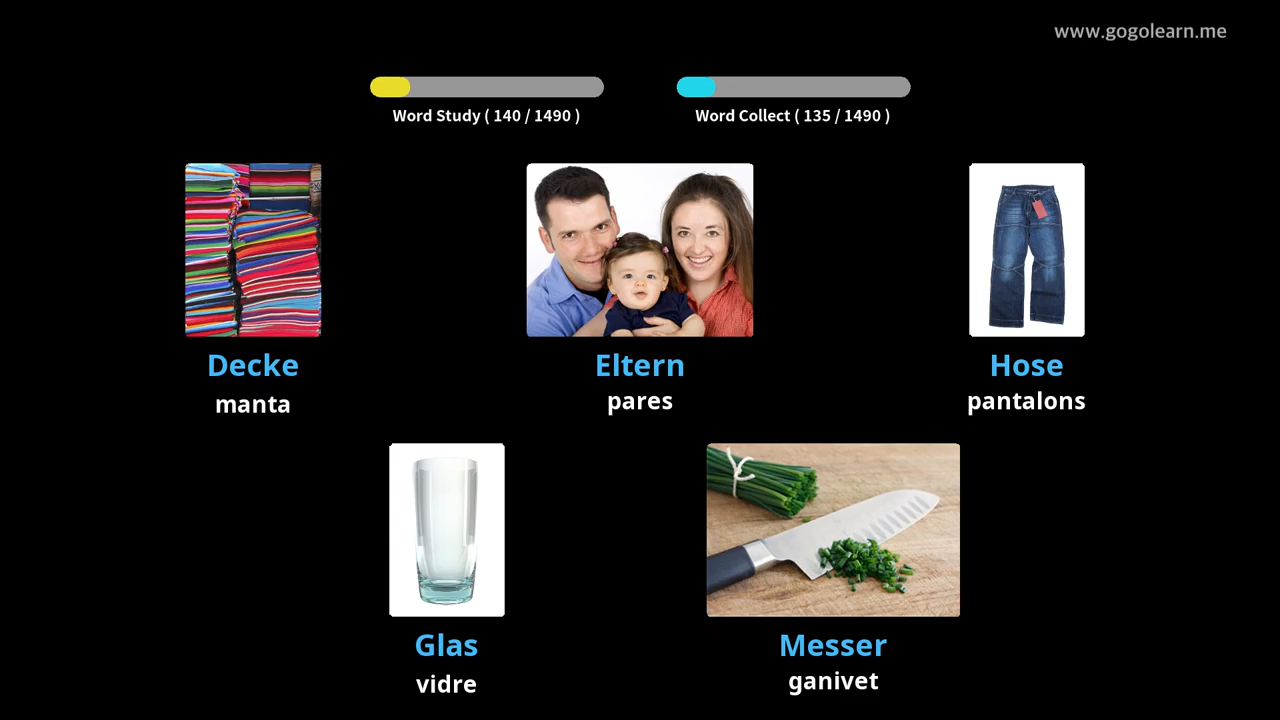 www.gogolearn.me
Word Study ( 140 / 1490 )
Word Collect ( 135 / 1490 )
Decke
manta
Eltern
pares
Hose
pantalons
Glas
vidre
Messer
ganivet